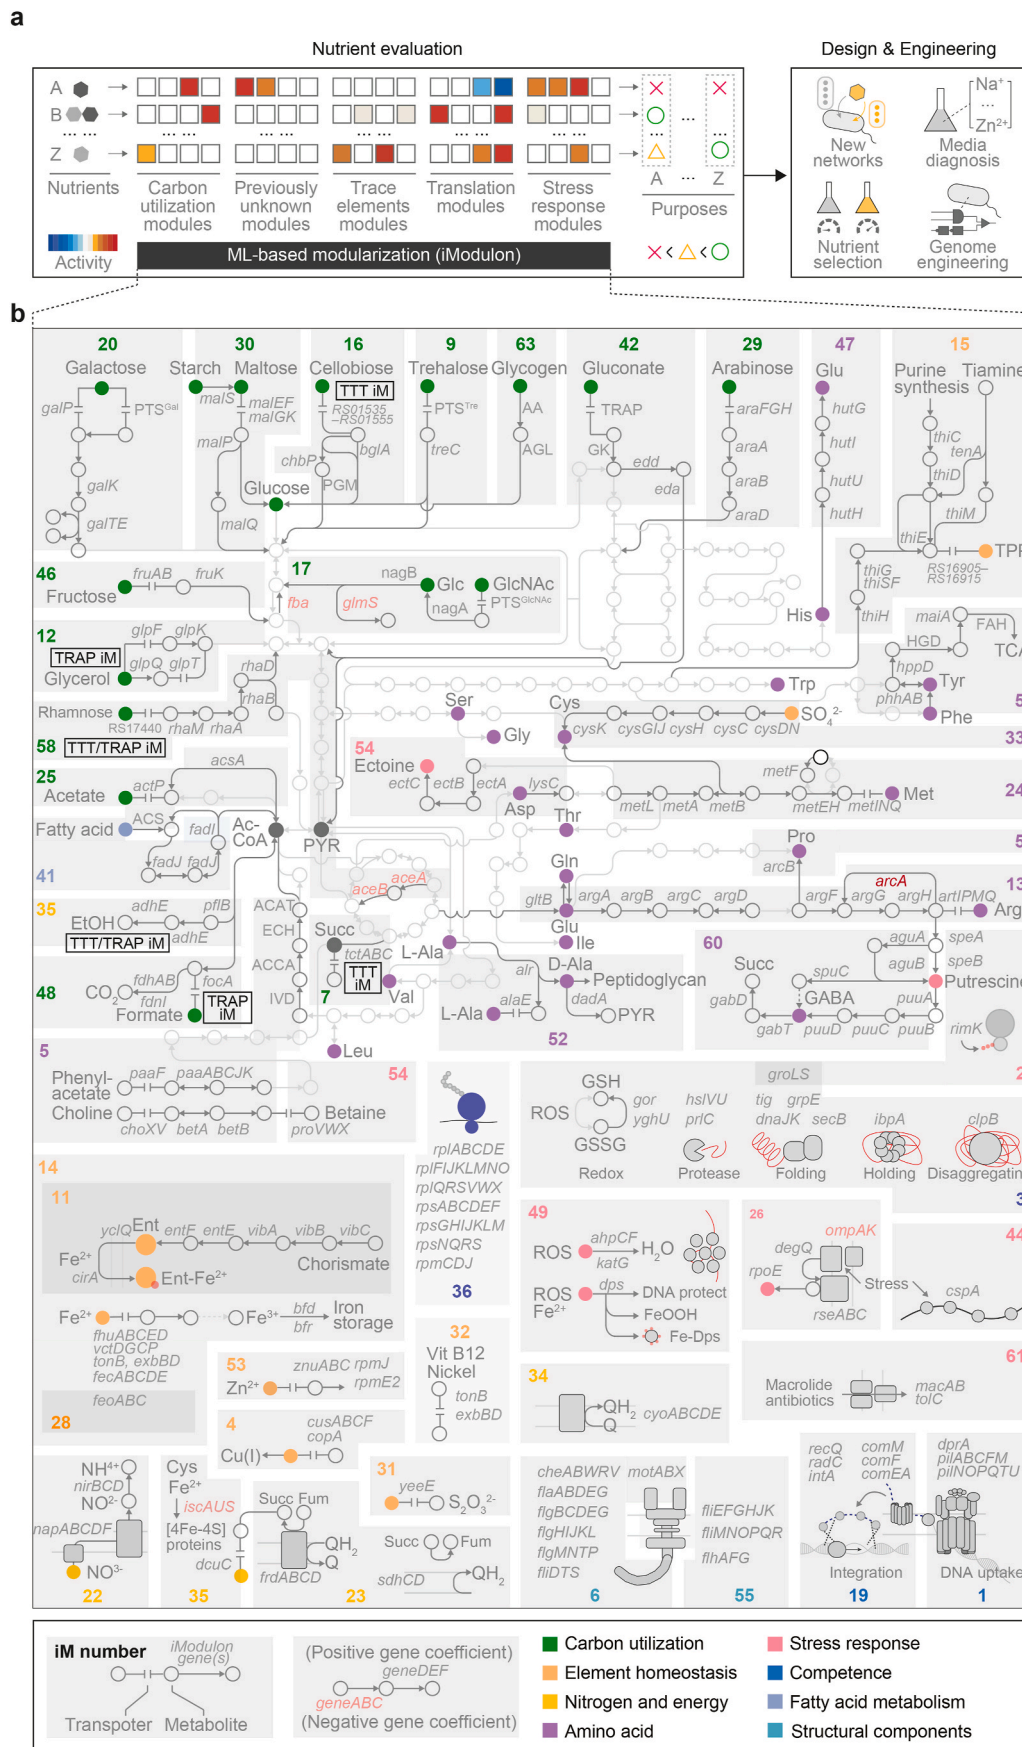 a
Nutrient evaluation
Design & Engineering
A
B
... ...
Z
Nutrients
Carbon utilization modules
Previously unknown modules
Trace elements modules
Translation modules
Stress response modules
A ... Z
Purposes
Activity
ML-based modularization (iModulon)
× < △ < ○
New networks
Na⁺
...
Zn²⁺
Media diagnosis
Nutrient selection
Genome engineering
b
20
Galactose
galP
PTSᴳᵃˡ
galK
galTE
30
Starch
Maltose
malS
malEF
malGK
malP
malQ
Glucose
16
Cellobiose
TTT iM
RS01535
–RS01555
chbP
bglA
PGM
9
Trehalose
PTSᵀʳᵉ
treC
63
Glycogen
AA
AGL
42
Gluconate
TRAP
GK
edd
eda
29
Arabinose
araFGH
araA
araB
araD
47
Glu
hutG
hutI
hutU
hutH
His
15
Purine synthesis
Tiamine
thiC
tenA
thiD
thiM
thiE
TPP
RS16905–
RS16915
thiG
thiSF
thiH
46
Fructose
fruAB
fruK
17
nagB
Glc
GlcNAc
nagA
PTSᴳˡᶜᴺᴬᶜ
glmS
fba
12
TRAP iM
Glycerol
glpF
glpK
glpQ
glpT
rhaD
rhaB
Rhamnose
RS17440
rhaM
rhaA
58
TTT/TRAP iM
maiA
FAH
HGD
TCA
hppD
Tyr
phhAB
Phe
5
Trp
Ser
Gly
Cys
cysK
cysGIJ
cysH
cysC
cysDN
SO₄²⁻
33
25
Acetate
actP
acsA
54
Ectoine
ectC
ectB
ectA
lysC
Asp
Thr
metL
metA
metB
metF
metEH
metINQ
Met
24
Fatty acid
ACS
fadI
fadJ
fadJ
41
Ac-CoA
PYR
Pro
arcB
5
35
EtOH
adhE
pflB
adhE
TTT/TRAP iM
ACAT
ECH
ACCA
IVD
aceA
aceB
Gln
gltB
Glu
Ile
argA
argB
argC
argD
argF
argG
argH
arcA
artIPMQ
Arg
13
48
CO₂
fdhAB
fdnI
focA
Formate
TRAP iM
Succ
tctABC
TTT iM
7
Val
Leu
L-Ala
alr
D-Ala
Peptidoglycan
dadA
PYR
alaE
L-Ala
52
60
Succ
gabD
gabT
GABA
spuC
puuD
puuC
puuB
puuA
aguA
aguB
speA
speB
Putrescine
rimK
5
Phenyl-acetate
paaF
paaABCJK
Choline
choXV
betA
betB
Betaine
proVWX
54
rplABCDE
rplFIJKLMNO
rplQRSVWX
rpsABCDEF
rpsGHIJKLM
rpsNQRS
rpmCDJ
36
2
ROS
GSH
GSSG
gor
yghU
Redox
hslVU
prlC
Protease
groLS
tig
grpE
dnaJK
secB
Folding
ibpA
Holding
clpB
Disaggregatin
3
14
11
yclQ
Ent
entF
entE
vibA
vibB
vibC
Chorismate
Fe²⁺
cirA
Ent-Fe²⁺
Fe²⁺
Fe³⁺
bfd
bfr
Iron storage
fhuABCED
vctDGCP
tonB, exbBD
fecABCDE
feoABC
28
49
ROS
ahpCF
katG
H₂O
ROS
Fe²⁺
dps
DNA protect
FeOOH
Fe-Dps
26
ompAK
degQ
rpoE
rseABC
Stress
44
cspA
53
Zn²⁺
znuABC
rpmJ
rpmE2
32
Vit B12
Nickel
tonB
exbBD
34
QH₂
Q
cyoABCDE
61
Macrolide antibiotics
macAB
tolC
4
Cu(I)
cusABCF
copA
31
yeeE
S₂O₃²⁻
22
NH⁴⁺
nirBCD
NO²⁻
napABCDF
NO³⁻
35
Cys
Fe²⁺
iscAUS
[4Fe-4S] proteins
dcuC
23
Succ
Fum
QH₂
Q
frdABCD
Succ
Fum
sdhCD
QH₂
6
cheABWRV
flaABDEG
flgBCDEG
flgHIJKL
flgMNTP
fliDTS
motABX
55
fliEFGHJK
fliMNOPQR
flhAFG
19
recQ
radC
intA
comM
comF
comEA
Integration
1
dprA
pilABCFM
pilNOPQTU
DNA uptake
iM number
iModulon gene(s)
Transpoter
Metabolite
(Positive gene coefficient)
geneDEF
geneABC
(Negative gene coefficient)
Carbon utilization
Element homeostasis
Nitrogen and energy
Amino acid
Stress response
Competence
Fatty acid metabolism
Structural components